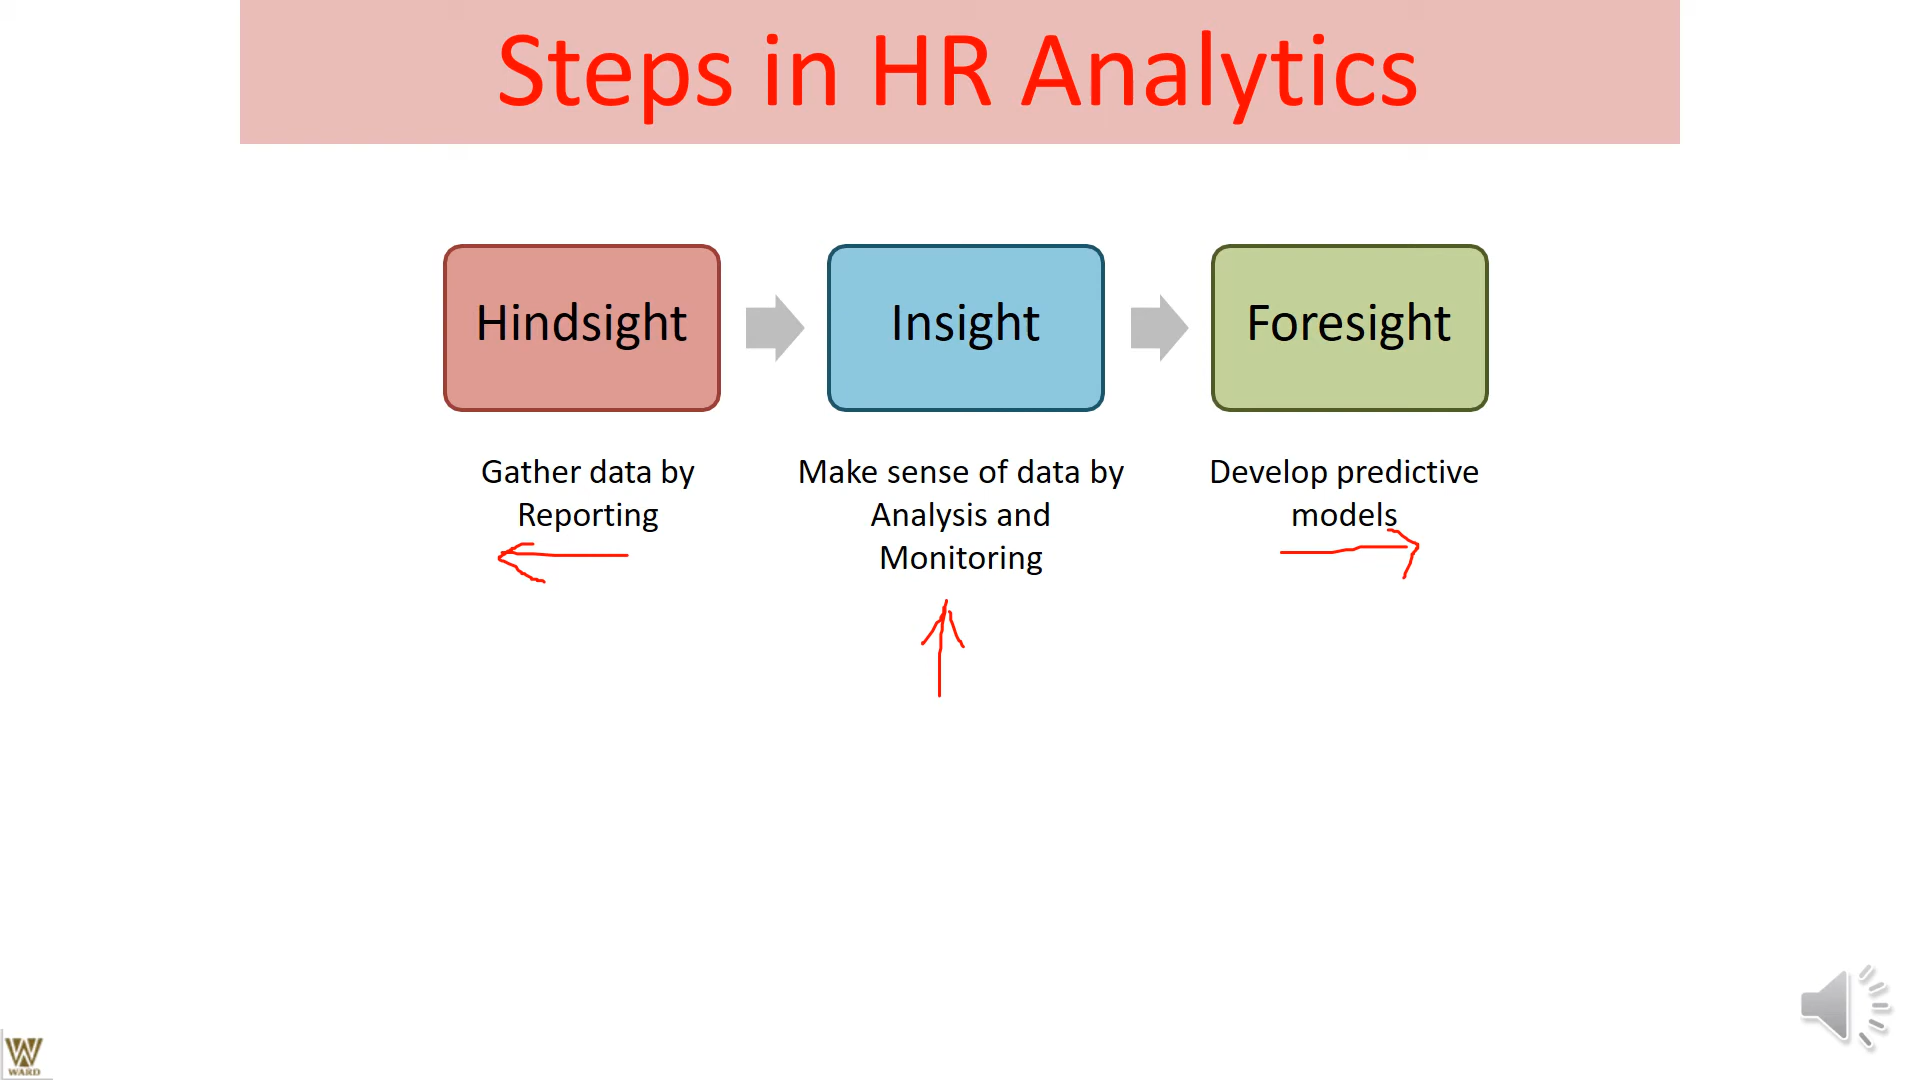 Steps in HR Analytics
Hindsight
Insight
Foresight
Gather data by
Reporting
Make sense of data by
Analysis and
Monitoring
Develop predictive
models
WARD